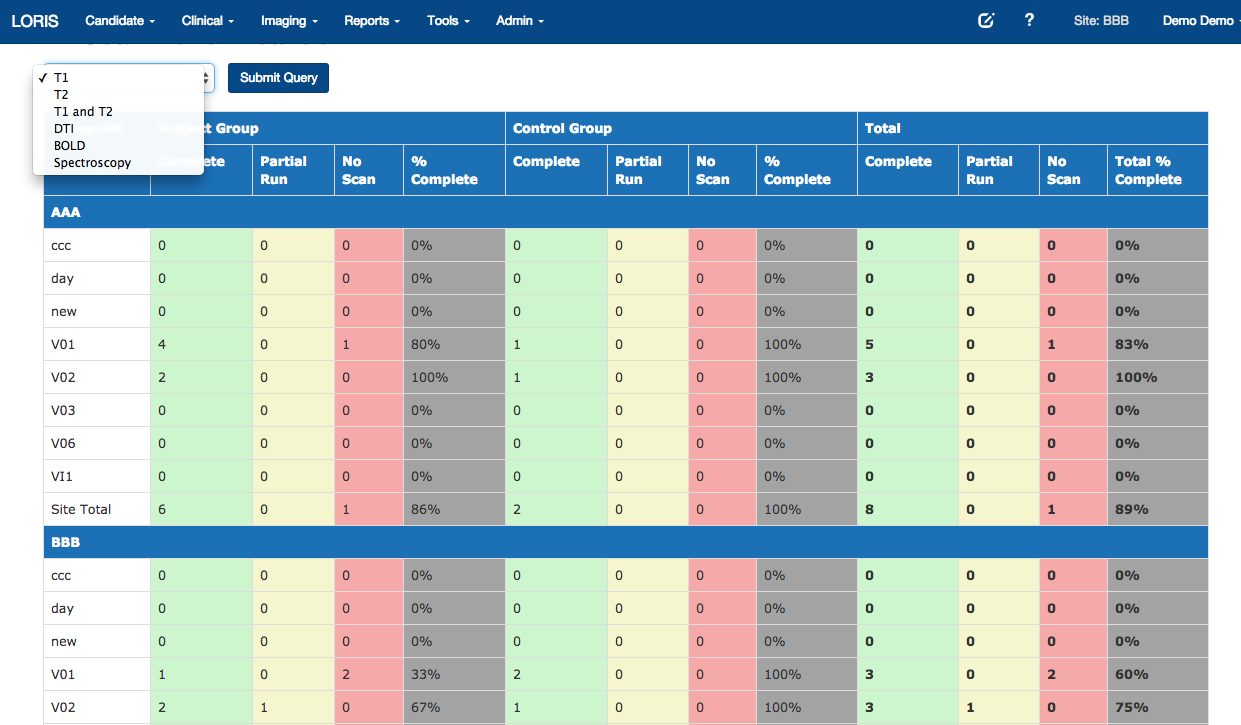 LORIS Candidate Clinical Imaging Reports Tools Admin ? Site: BBB Demo Demo
✓ T1 Submit Query
T2
T1 and T2
DTI
BOLD
Spectroscopy
Subject Group Control Group Total
Complete Partial Run No Scan % Complete Complete Partial Run No Scan % Complete Complete Partial Run No Scan Total % Complete
AAA
ccc 0 0 0 0% 0 0 0 0% 0 0 0 0%
day 0 0 0 0% 0 0 0 0% 0 0 0 0%
new 0 0 0 0% 0 0 0 0% 0 0 0 0%
V01 4 0 1 80% 1 0 0 100% 5 0 1 83%
V02 2 0 0 100% 1 0 0 100% 3 0 0 100%
V03 0 0 0 0% 0 0 0 0% 0 0 0 0%
V06 0 0 0 0% 0 0 0 0% 0 0 0 0%
VI1 0 0 0 0% 0 0 0 0% 0 0 0 0%
Site Total 6 0 1 86% 2 0 0 100% 8 0 1 89%
BBB
ccc 0 0 0 0% 0 0 0 0% 0 0 0 0%
day 0 0 0 0% 0 0 0 0% 0 0 0 0%
new 0 0 0 0% 0 0 0 0% 0 0 0 0%
V01 1 0 2 33% 2 0 0 100% 3 0 2 60%
V02 2 1 0 67% 1 0 0 100% 3 1 0 75%